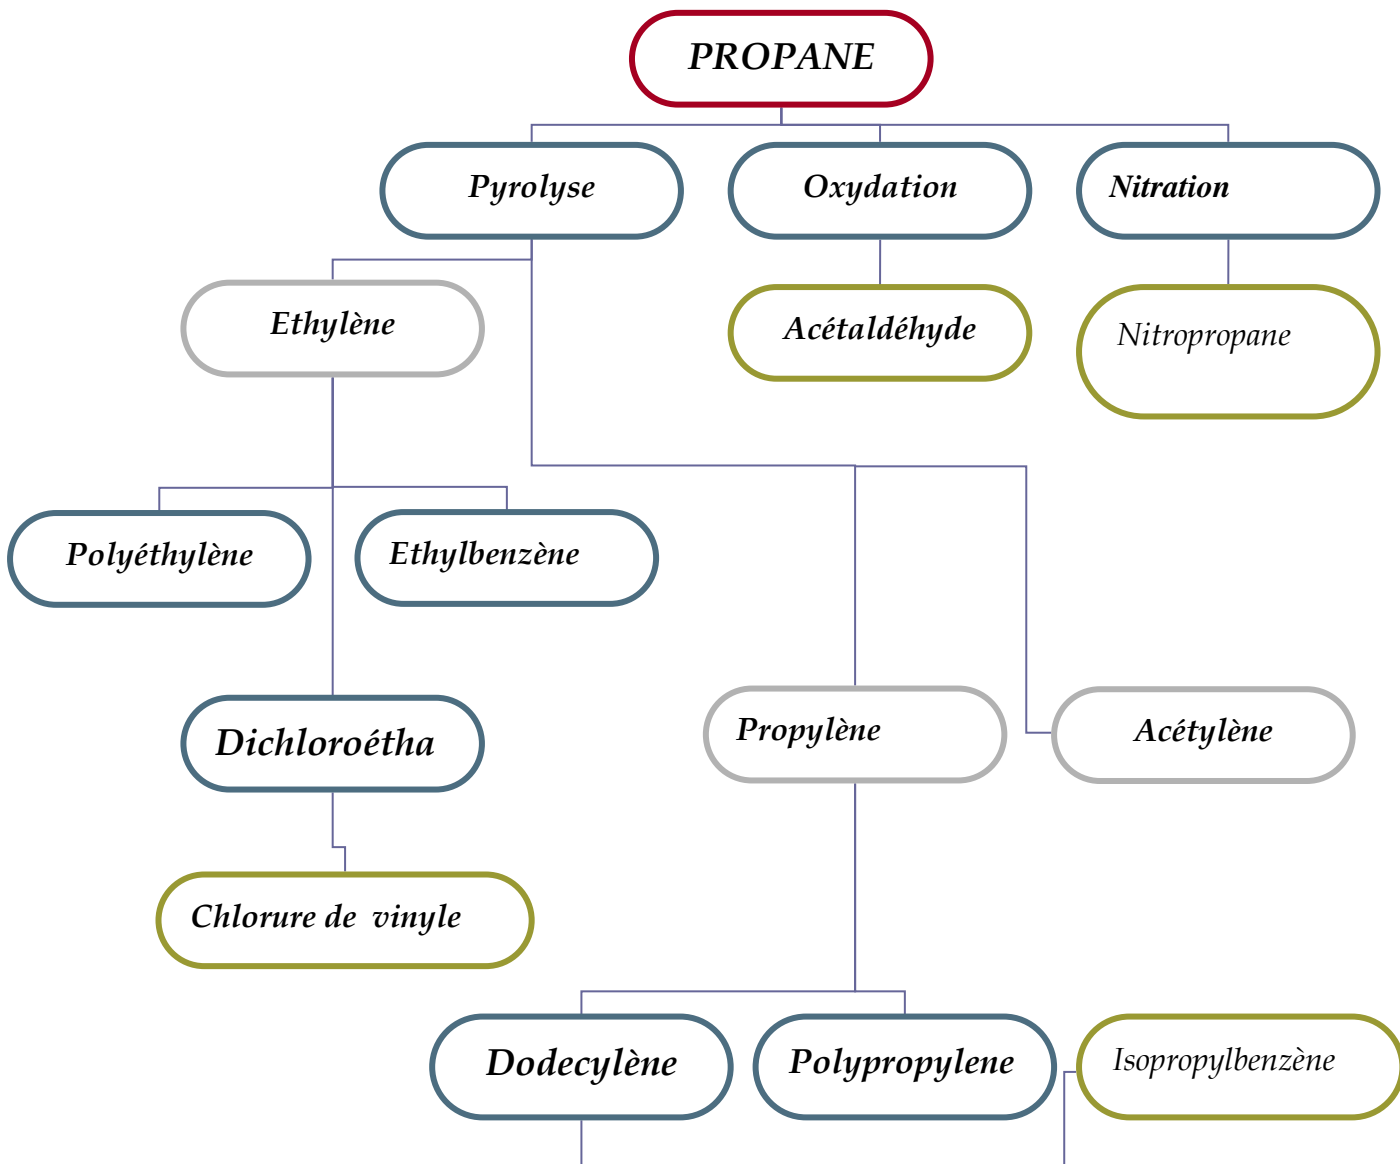 PROPANE
Pyrolyse
Oxydation
Nitration
Ethylène
Acétaldéhyde
Nitropropane
Polyéthylène
Ethylbenzène
Dichloroétha
Propylène
Acétylène
Chlorure de vinyle
Dodecylène
Polypropylene
Isopropylbenzène